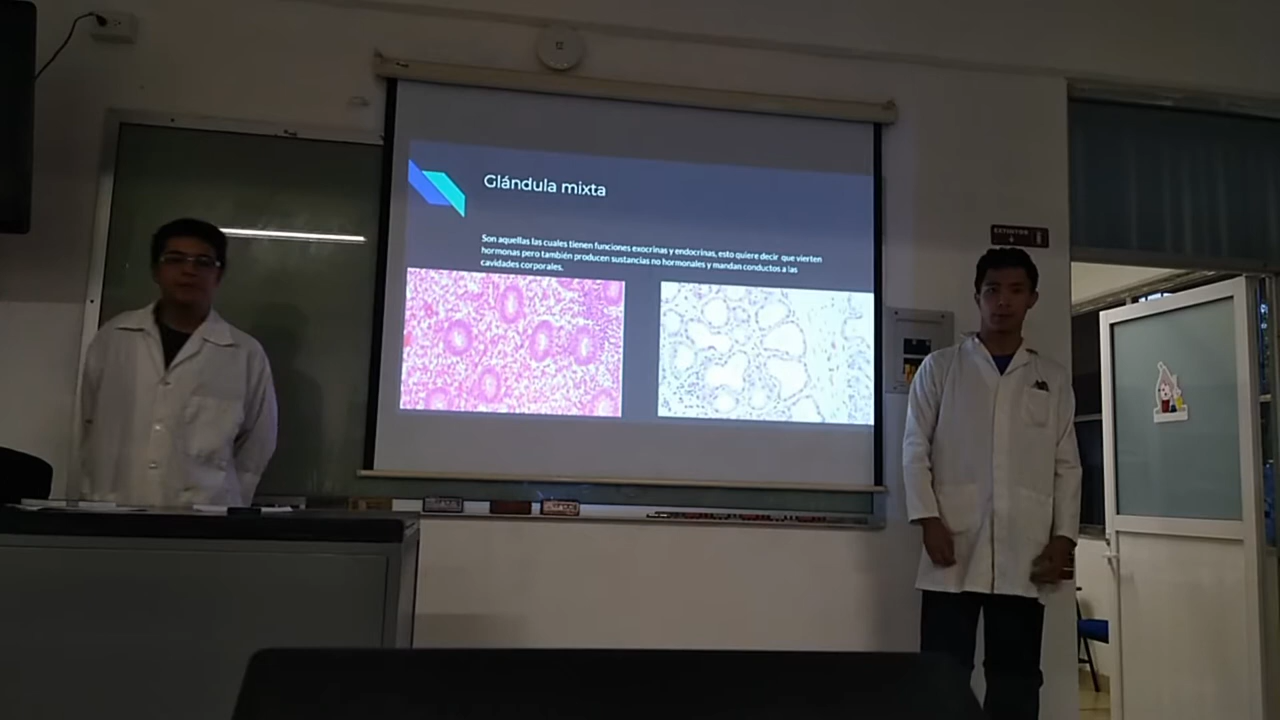 Glándula mixta
Son aquellas las cuales tienen funciones exocrinas y endocrinas, esto quiere decir que vierten
hormonas pero también producen sustancias no hormonales y mandan conductos a las
cavidades corporales.
EXTINTOR